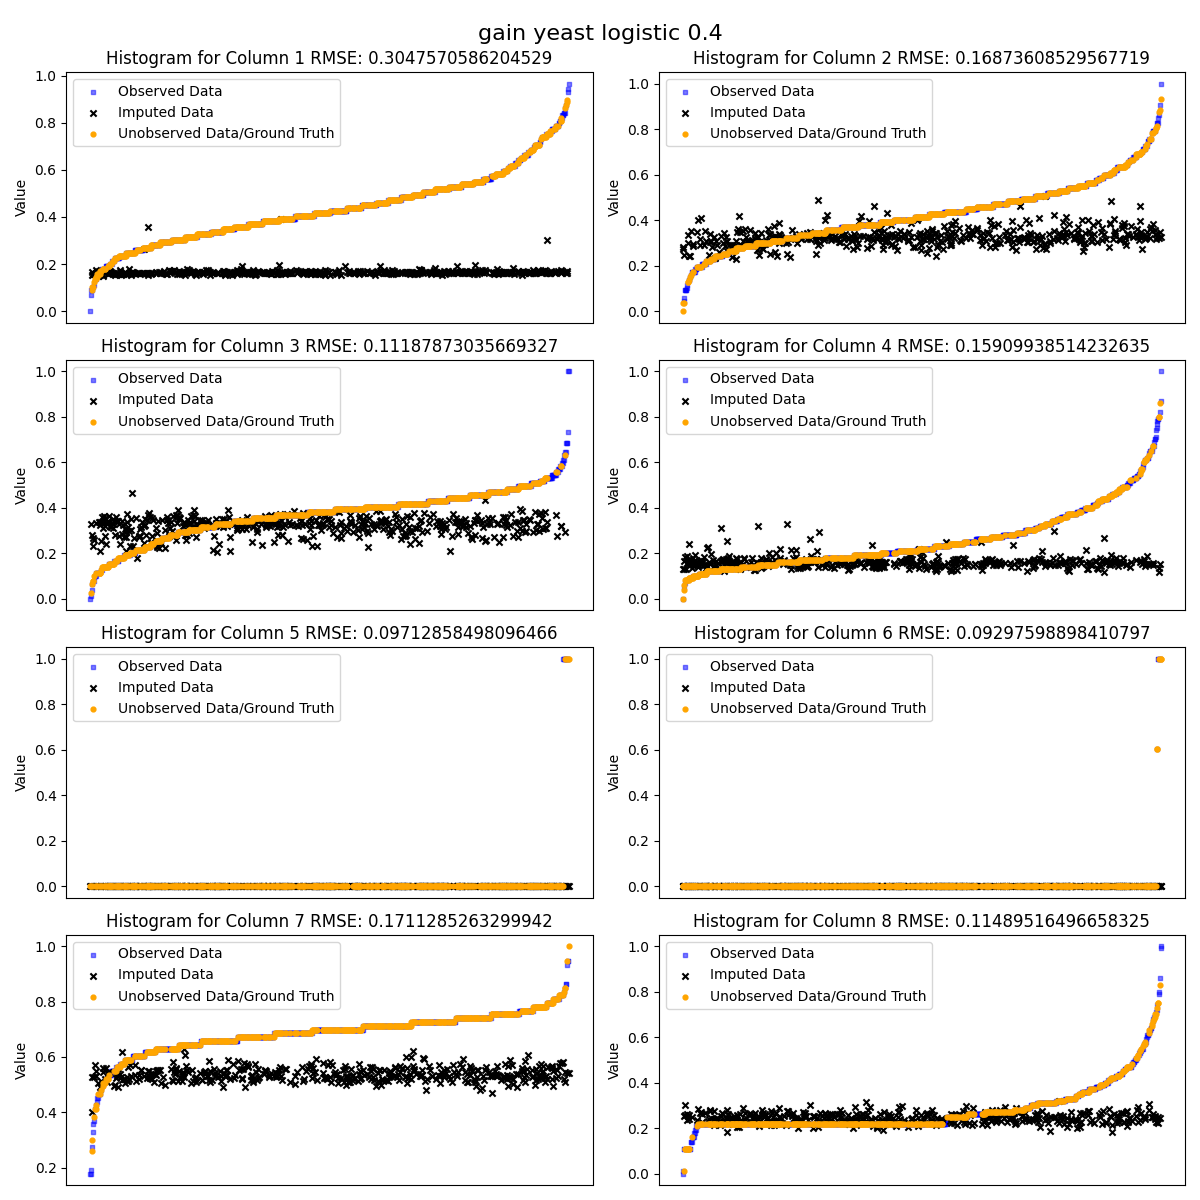 gain yeast logistic 0.4
Histogram for Column 1 RMSE: 0.3047570586204529
Histogram for Column 2 RMSE: 0.16873608529567719
Value
1.0
0.8
0.6
0.4
0.2
0.0
Observed Data
Imputed Data
Unobserved Data/Ground Truth
Value
1.0
0.8
0.6
0.4
0.2
0.0
Observed Data
Imputed Data
Unobserved Data/Ground Truth
Histogram for Column 3 RMSE: 0.11187873035669327
Histogram for Column 4 RMSE: 0.15909938514232635
Value
1.0
0.8
0.6
0.4
0.2
0.0
Observed Data
Imputed Data
Unobserved Data/Ground Truth
Value
1.0
0.8
0.6
0.4
0.2
0.0
Observed Data
Imputed Data
Unobserved Data/Ground Truth
Histogram for Column 5 RMSE: 0.09712858498096466
Histogram for Column 6 RMSE: 0.09297598898410797
Value
1.0
0.8
0.6
0.4
0.2
0.0
Observed Data
Imputed Data
Unobserved Data/Ground Truth
Value
1.0
0.8
0.6
0.4
0.2
0.0
Observed Data
Imputed Data
Unobserved Data/Ground Truth
Histogram for Column 7 RMSE: 0.1711285263299942
Histogram for Column 8 RMSE: 0.11489516496658325
Value
1.0
0.8
0.6
0.4
0.2
Observed Data
Imputed Data
Unobserved Data/Ground Truth
Value
1.0
0.8
0.6
0.4
0.2
0.0
Observed Data
Imputed Data
Unobserved Data/Ground Truth